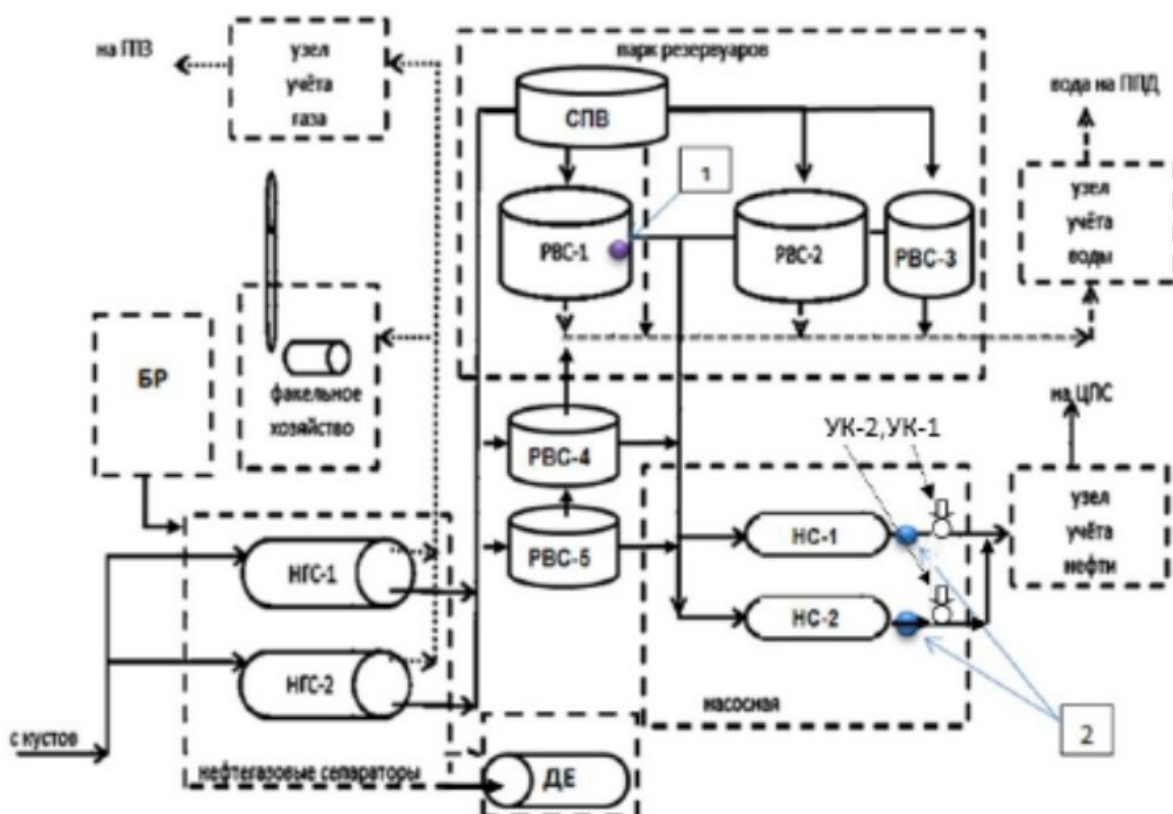 на ГПЗ
узел
учёта
газа
парк резервуаров
СПВ
вода на ППД
1
узел
учёта
воды
РВС-1
РВС-2
РВС-3
БР
факельное
хозяйство
на ЦПС
РВС-4
УК-2,УК-1
узел
учёта
нефти
РВС-5
НС-1
НГС-1
НС-2
НГС-2
насосная
2
с кустов
нефтегазовые сепараторы
ДЕ